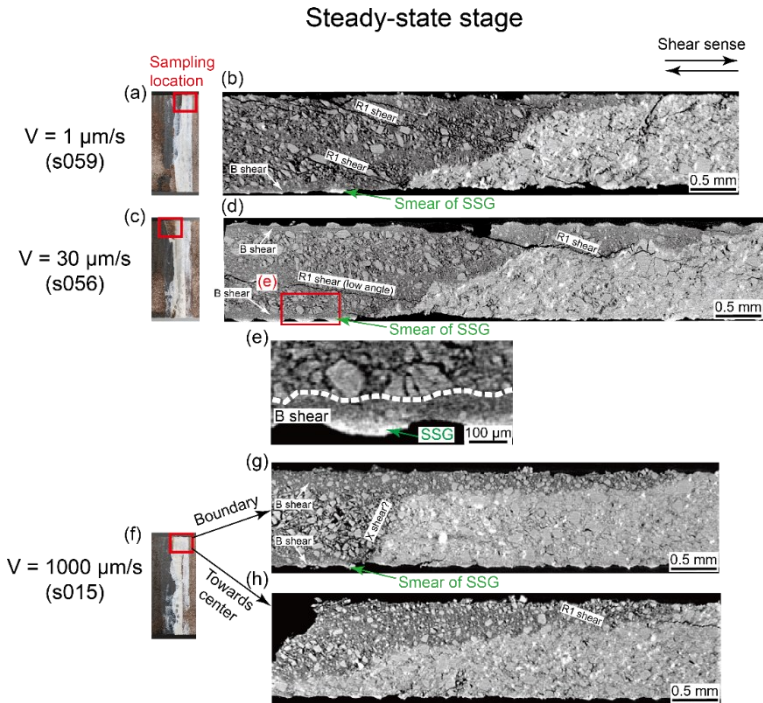 Steady-state stage
Shear sense
Sampling
location
(a)
V = 1 μm/s
(s059)
(b)
R1 shear
R1 shear
B shear
Smear of SSG
0.5 mm
(c)
V = 30 μm/s
(s056)
(d)
B shear
R1 shear
(e)
R1 shear (low angle)
B shear
Smear of SSG
0.5 mm
(e)
B shear
SSG
100 μm
(f)
V = 1000 μm/s
(s015)
Boundary
Towards
center
(g)
B shear
X shear?
B shear
Smear of SSG
0.5 mm
(h)
R1 shear
0.5 mm